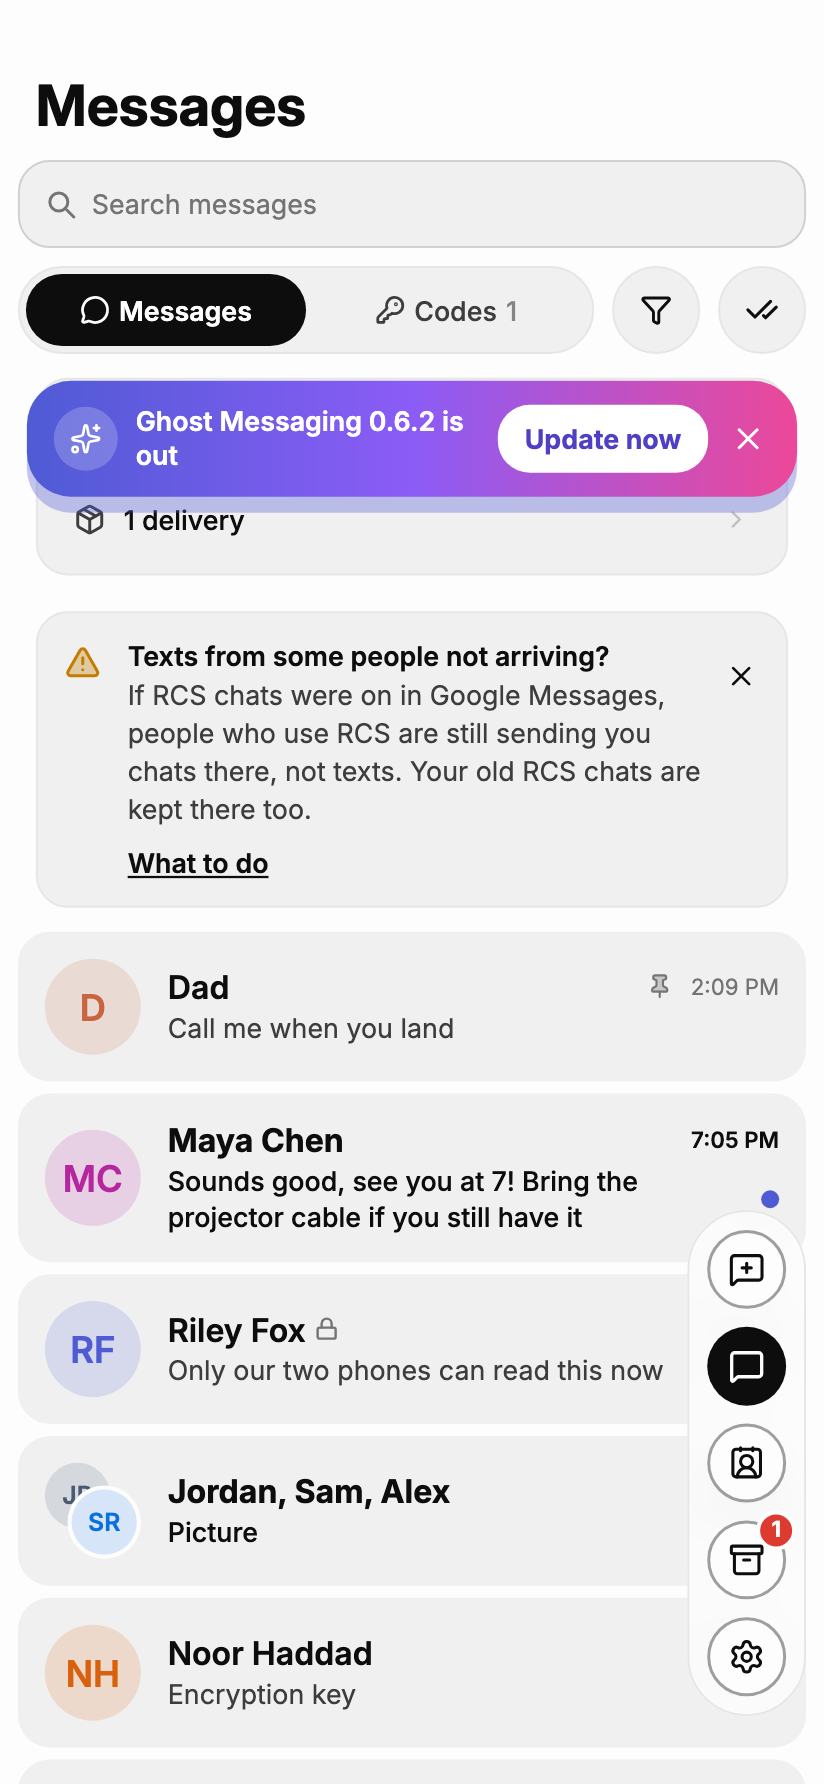 Messages
Search messages
Messages
Codes 1
Ghost Messaging 0.6.2 is
out
Update now
1 delivery
Texts from some people not arriving?
If RCS chats were on in Google Messages,
people who use RCS are still sending you
chats there, not texts. Your old RCS chats are
kept there too.
What to do
D
Dad
2:09 PM
Call me when you land
MC
Maya Chen
7:05 PM
Sounds good, see you at 7! Bring the
projector cable if you still have it
RF
Riley Fox
Only our two phones can read this now
SR
Jordan, Sam, Alex
Picture
1
NH
Noor Haddad
Encryption key